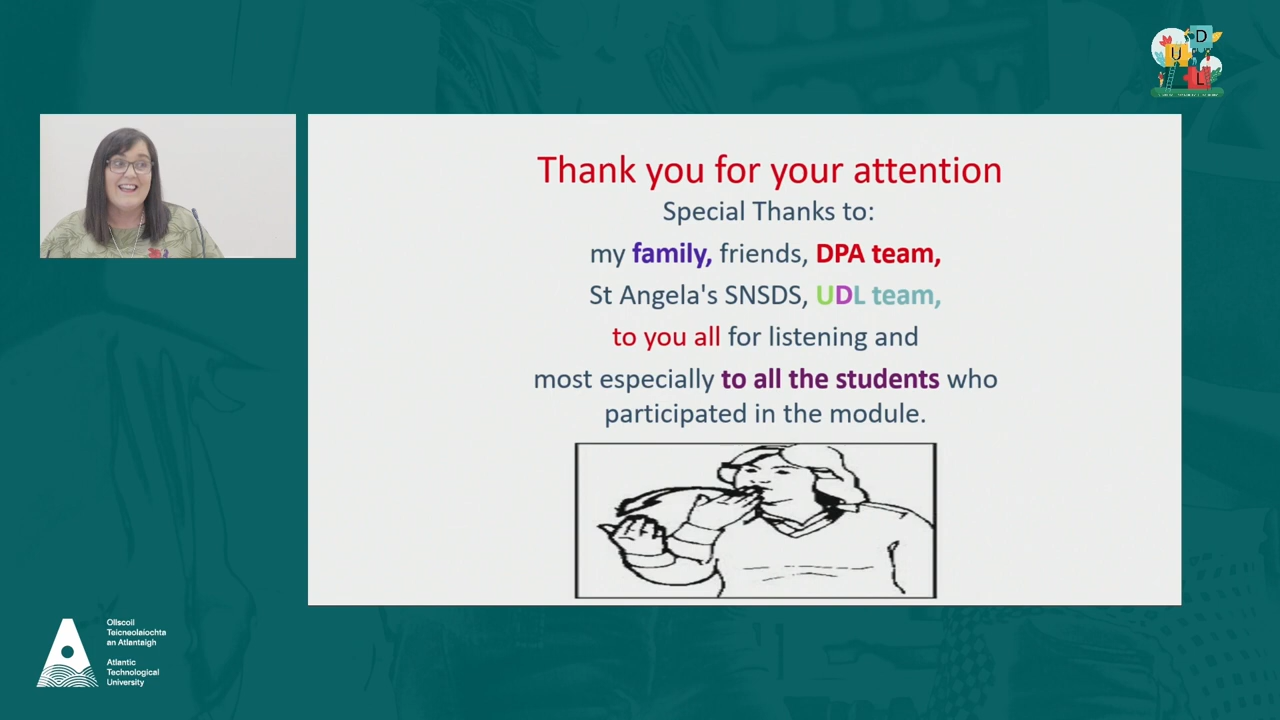 U
D
L
Thank you for your attention
Special Thanks to:
my family, friends, DPA team,
St Angela's SNSDS, UDL team,
to you all for listening and
most especially to all the students who
participated in the module.
Ollscoil
Teicneolaíochta
an Atlantaigh
Atlantic
Technological
University